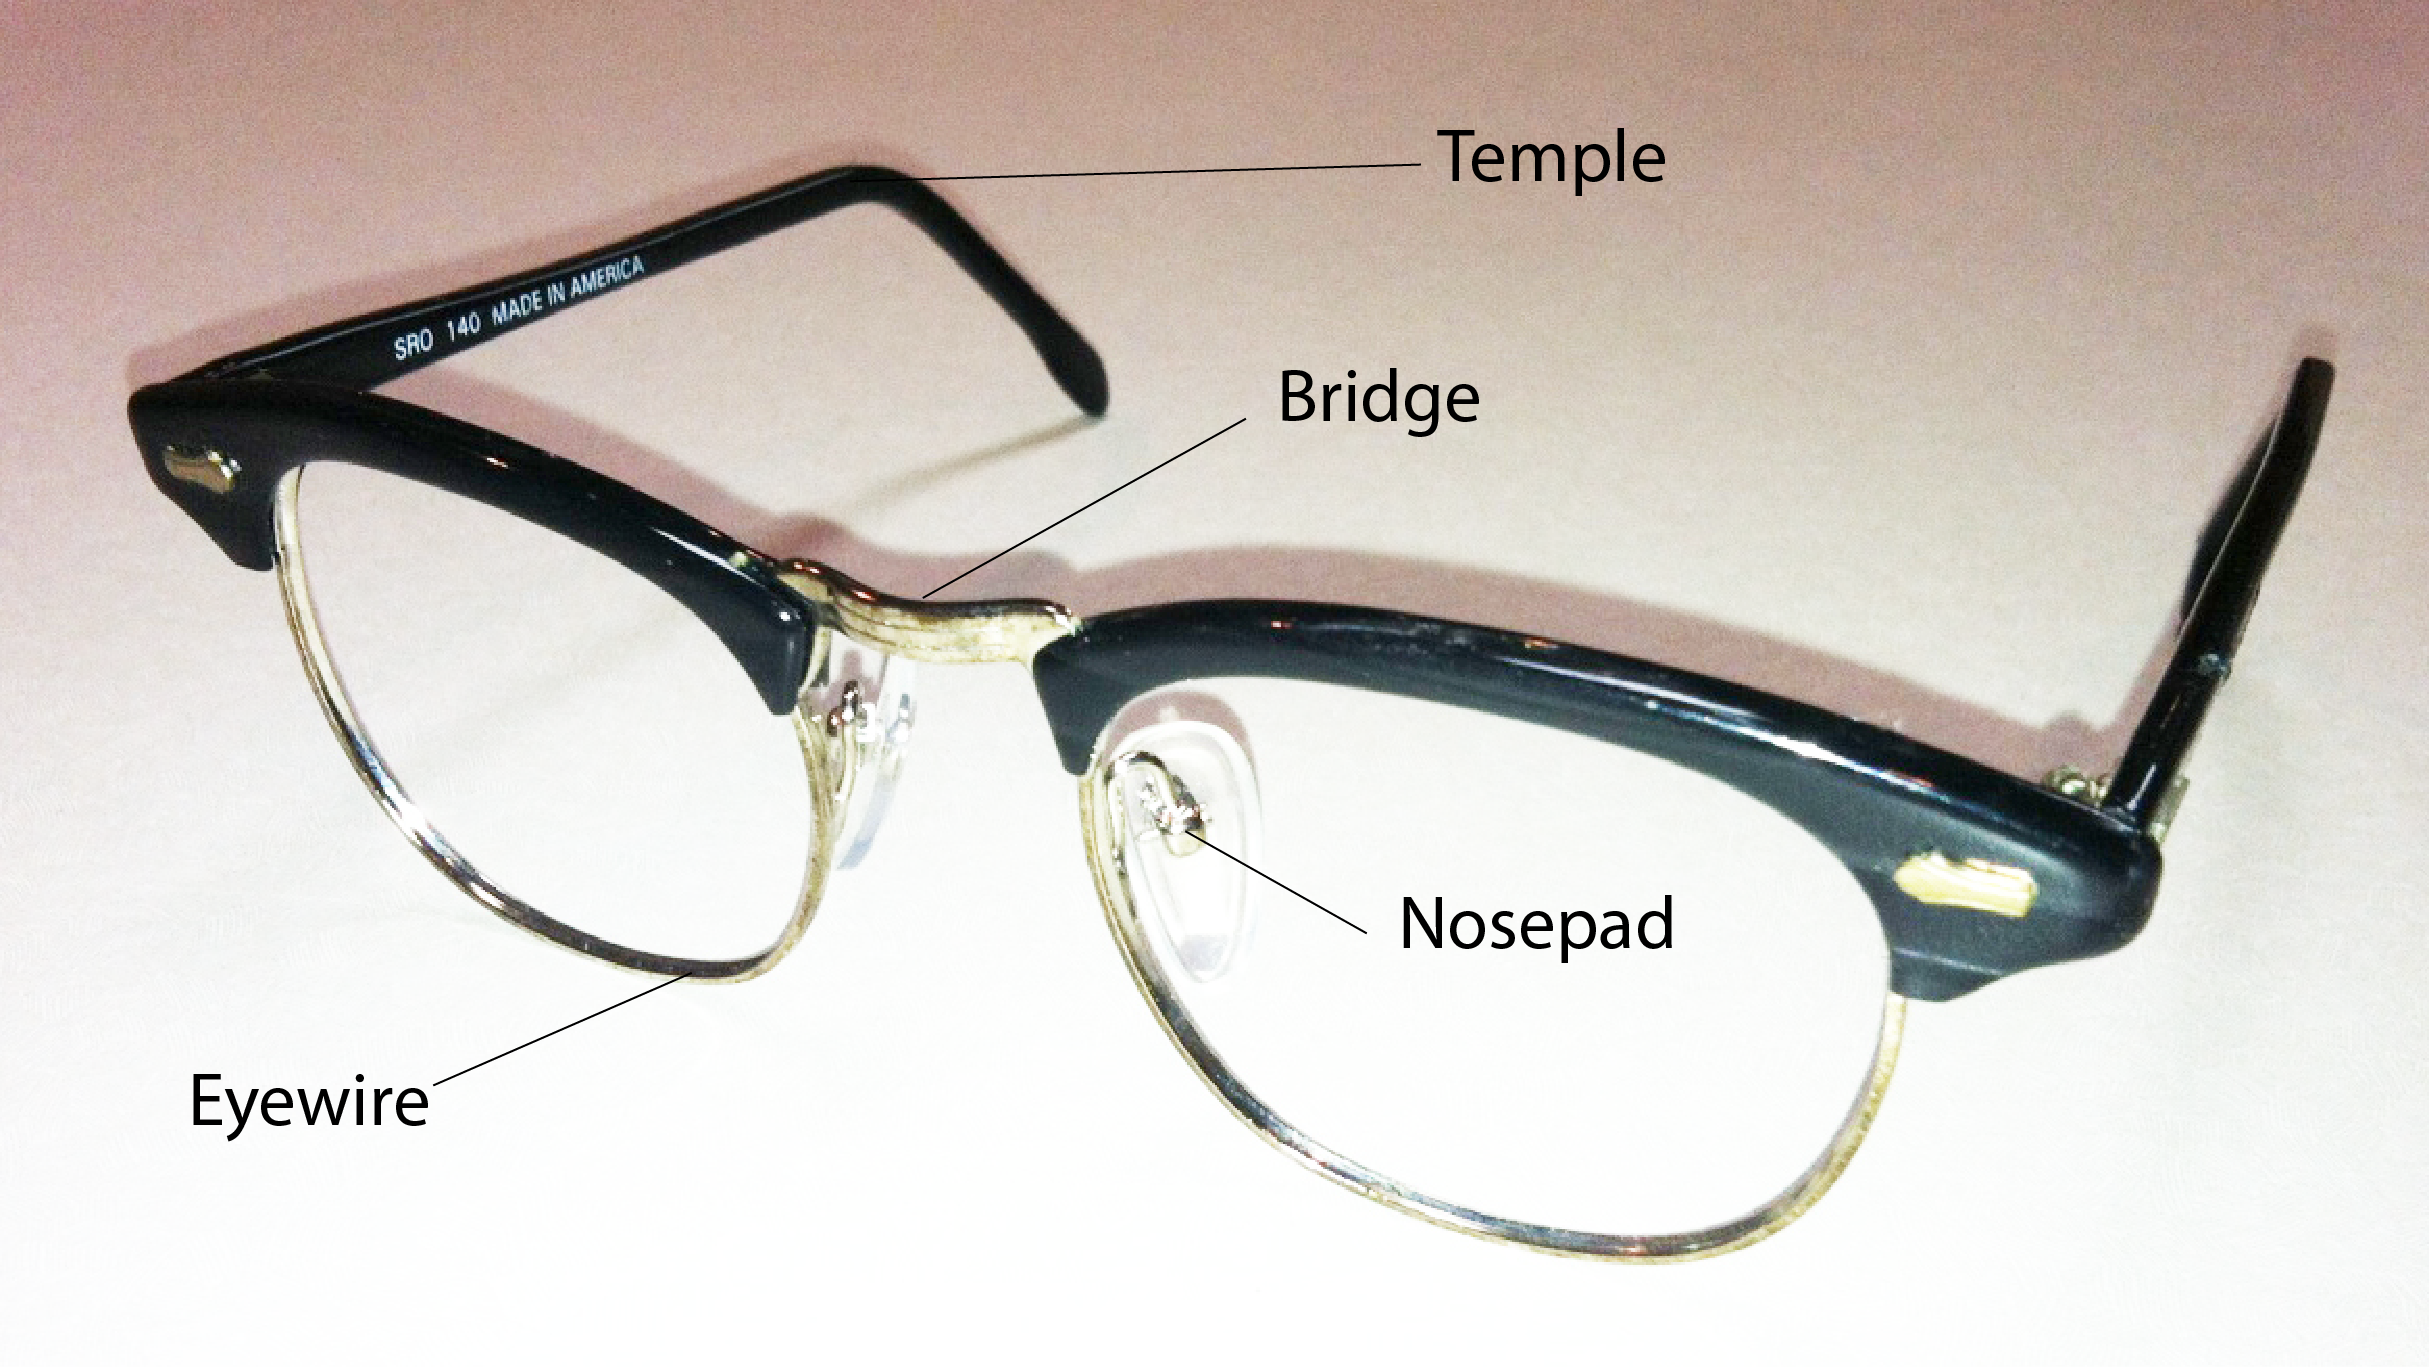 Temple
SRO 140 MADE IN AMERICA
Bridge
Nosepad
Eyewire